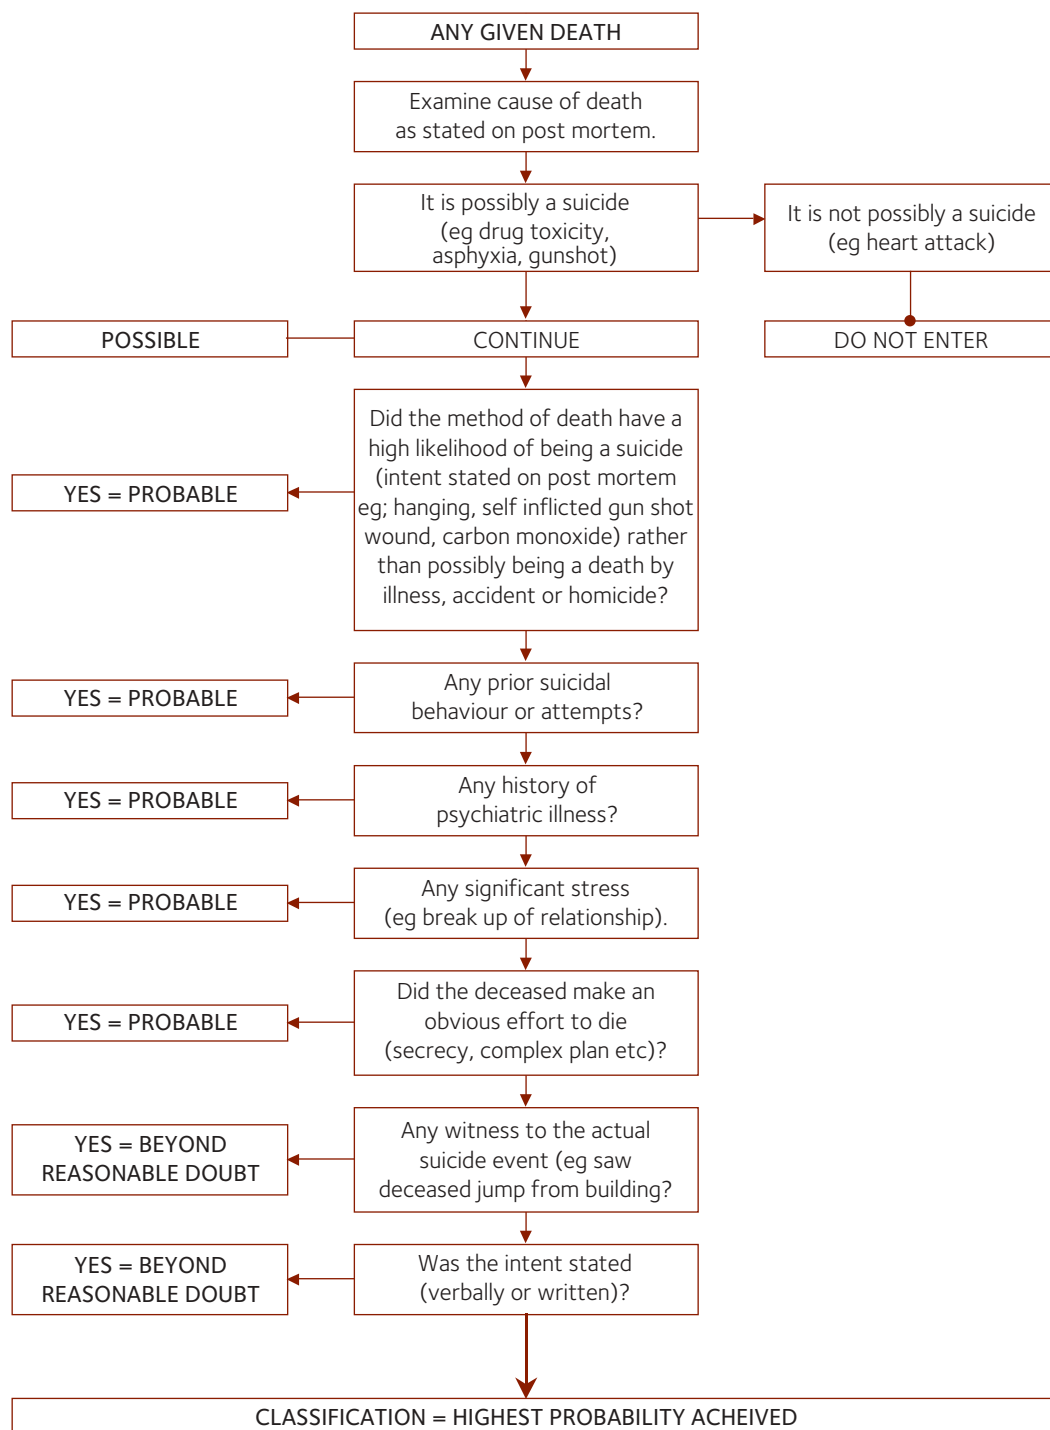 ANY GIVEN DEATH
Examine cause of death
as stated on post mortem.
It is possibly a suicide
(eg drug toxicity,
asphyxia, gunshot)
It is not possibly a suicide
(eg heart attack)
POSSIBLE
CONTINUE
DO NOT ENTER
Did the method of death have a
high likelihood of being a suicide
(intent stated on post mortem
eg; hanging, self inflicted gun shot
wound, carbon monoxide) rather
than possibly being a death by
illness, accident or homicide?
YES = PROBABLE
Any prior suicidal
behaviour or attempts?
YES = PROBABLE
Any history of
psychiatric illness?
YES = PROBABLE
Any significant stress
(eg break up of relationship).
YES = PROBABLE
Did the deceased make an
obvious effort to die
(secrecy, complex plan etc)?
YES = PROBABLE
Any witness to the actual
suicide event (eg saw
deceased jump from building?
YES = BEYOND
REASONABLE DOUBT
Was the intent stated
(verbally or written)?
YES = BEYOND
REASONABLE DOUBT
CLASSIFICATION = HIGHEST PROBABILITY ACHEIVED